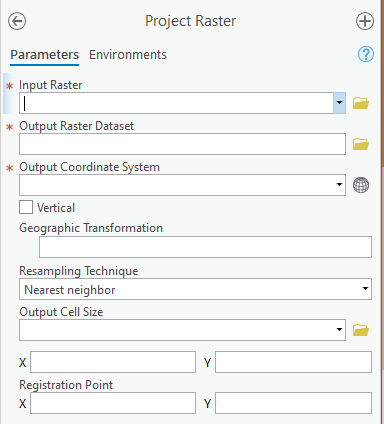 Project Raster
Parameters Environments ?
* Input Raster
* Output Raster Dataset
* Output Coordinate System
Vertical
Geographic Transformation
Resampling Technique
Nearest neighbor
Output Cell Size
X Y
Registration Point
X Y